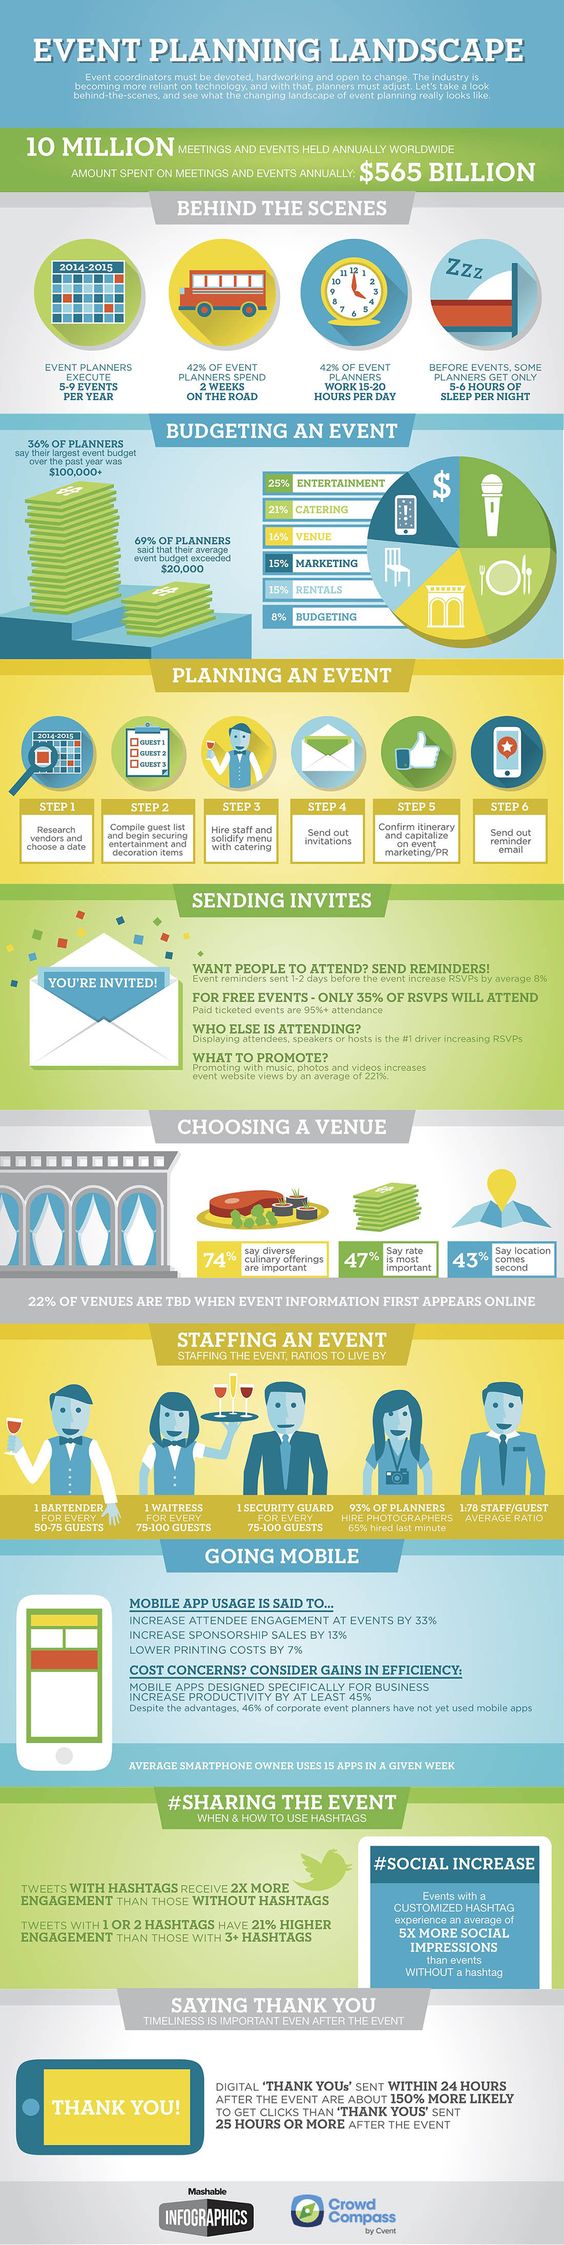 EVENT PLANNING LANDSCAPE
Event coordinators must be devoted, hardworking and open to change. The industry is
becoming more reliant on technology, and with that, planners must adjust. Let's take a look
behind-the-scenes, and see what the changing landscape of event planning really looks like.
10 MILLION MEETINGS AND EVENTS HELD ANNUALLY WORLDWIDE
AMOUNT SPENT ON MEETINGS AND EVENTS ANNUALLY: $565 BILLION
BEHIND THE SCENES
2014-2015
11 12 1
10 2
9 3
8 4
7 6 5
Zzz
EVENT PLANNERS
EXECUTE
5-9 EVENTS
PER YEAR
42% OF EVENT
PLANNERS SPEND
2 WEEKS
ON THE ROAD
42% OF EVENT
PLANNERS
WORK 15-20
HOURS PER DAY
BEFORE EVENTS, SOME
PLANNERS GET ONLY
5-6 HOURS OF
SLEEP PER NIGHT
BUDGETING AN EVENT
36% OF PLANNERS
say their largest event budget
over the past year was
$100,000+
69% OF PLANNERS
said that their average
event budget exceeded
$20,000
25% ENTERTAINMENT
21% CATERING
16% VENUE
15% MARKETING
15% RENTALS
8% BUDGETING
$
PLANNING AN EVENT
2014-2015
GUEST 1
GUEST 2
GUEST 3
STEP 1
Research
vendors and
choose a date
STEP 2
Compile guest list
and begin securing
entertainment and
decoration items
STEP 3
Hire staff and
solidify menu
with catering
STEP 4
Send out
invitations
STEP 5
Confirm itinerary
and capitalize
on event
marketing/PR
STEP 6
Send out
reminder
email
SENDING INVITES
YOU'RE INVITED!
WANT PEOPLE TO ATTEND? SEND REMINDERS!
Event reminders sent 1-2 days before the event increase RSVPs by average 8%
FOR FREE EVENTS - ONLY 35% OF RSVPS WILL ATTEND
Paid ticketed events are 95%+ attendance
WHO ELSE IS ATTENDING?
Displaying attendees, speakers or hosts is the #1 driver increasing RSVPs
WHAT TO PROMOTE?
Promoting with music, photos and videos increases
event website views by an average of 221%.
CHOOSING A VENUE
74% say diverse
culinary offerings
are important
47% Say rate
is most
important
43% Say location
comes
second
22% OF VENUES ARE TBD WHEN EVENT INFORMATION FIRST APPEARS ONLINE
STAFFING AN EVENT
STAFFING THE EVENT, RATIOS TO LIVE BY
1 BARTENDER
FOR EVERY
50-75 GUESTS
1 WAITRESS
FOR EVERY
75-100 GUESTS
1 SECURITY GUARD
FOR EVERY
75-100 GUESTS
93% OF PLANNERS
HIRE PHOTOGRAPHERS
65% hired last minute
1:78 STAFF/GUEST
AVERAGE RATIO
GOING MOBILE
MOBILE APP USAGE IS SAID TO...
INCREASE ATTENDEE ENGAGEMENT AT EVENTS BY 33%
INCREASE SPONSORSHIP SALES BY 13%
LOWER PRINTING COSTS BY 7%
COST CONCERNS? CONSIDER GAINS IN EFFICIENCY:
MOBILE APPS DESIGNED SPECIFICALLY FOR BUSINESS
INCREASE PRODUCTIVITY BY AT LEAST 45%
Despite the advantages, 46% of corporate event planners have not yet used mobile apps
AVERAGE SMARTPHONE OWNER USES 15 APPS IN A GIVEN WEEK
#SHARING THE EVENT
WHEN & HOW TO USE HASHTAGS
TWEETS WITH HASHTAGS RECEIVE 2X MORE
ENGAGEMENT THAN THOSE WITHOUT HASHTAGS
TWEETS WITH 1 OR 2 HASHTAGS HAVE 21% HIGHER
ENGAGEMENT THAN THOSE WITH 3+ HASHTAGS
#SOCIAL INCREASE
Events with a
CUSTOMIZED HASHTAG
experience an average of
5X MORE SOCIAL
IMPRESSIONS
than events
WITHOUT a hashtag
SAYING THANK YOU
TIMELINESS IS IMPORTANT EVEN AFTER THE EVENT
THANK YOU!
DIGITAL 'THANK YOUs' SENT WITHIN 24 HOURS
AFTER THE EVENT ARE ABOUT 150% MORE LIKELY
TO GET CLICKS THAN 'THANK YOUS' SENT
25 HOURS OR MORE AFTER THE EVENT
Mashable
INFOGRAPHICS
Crowd
Compass
by Cvent